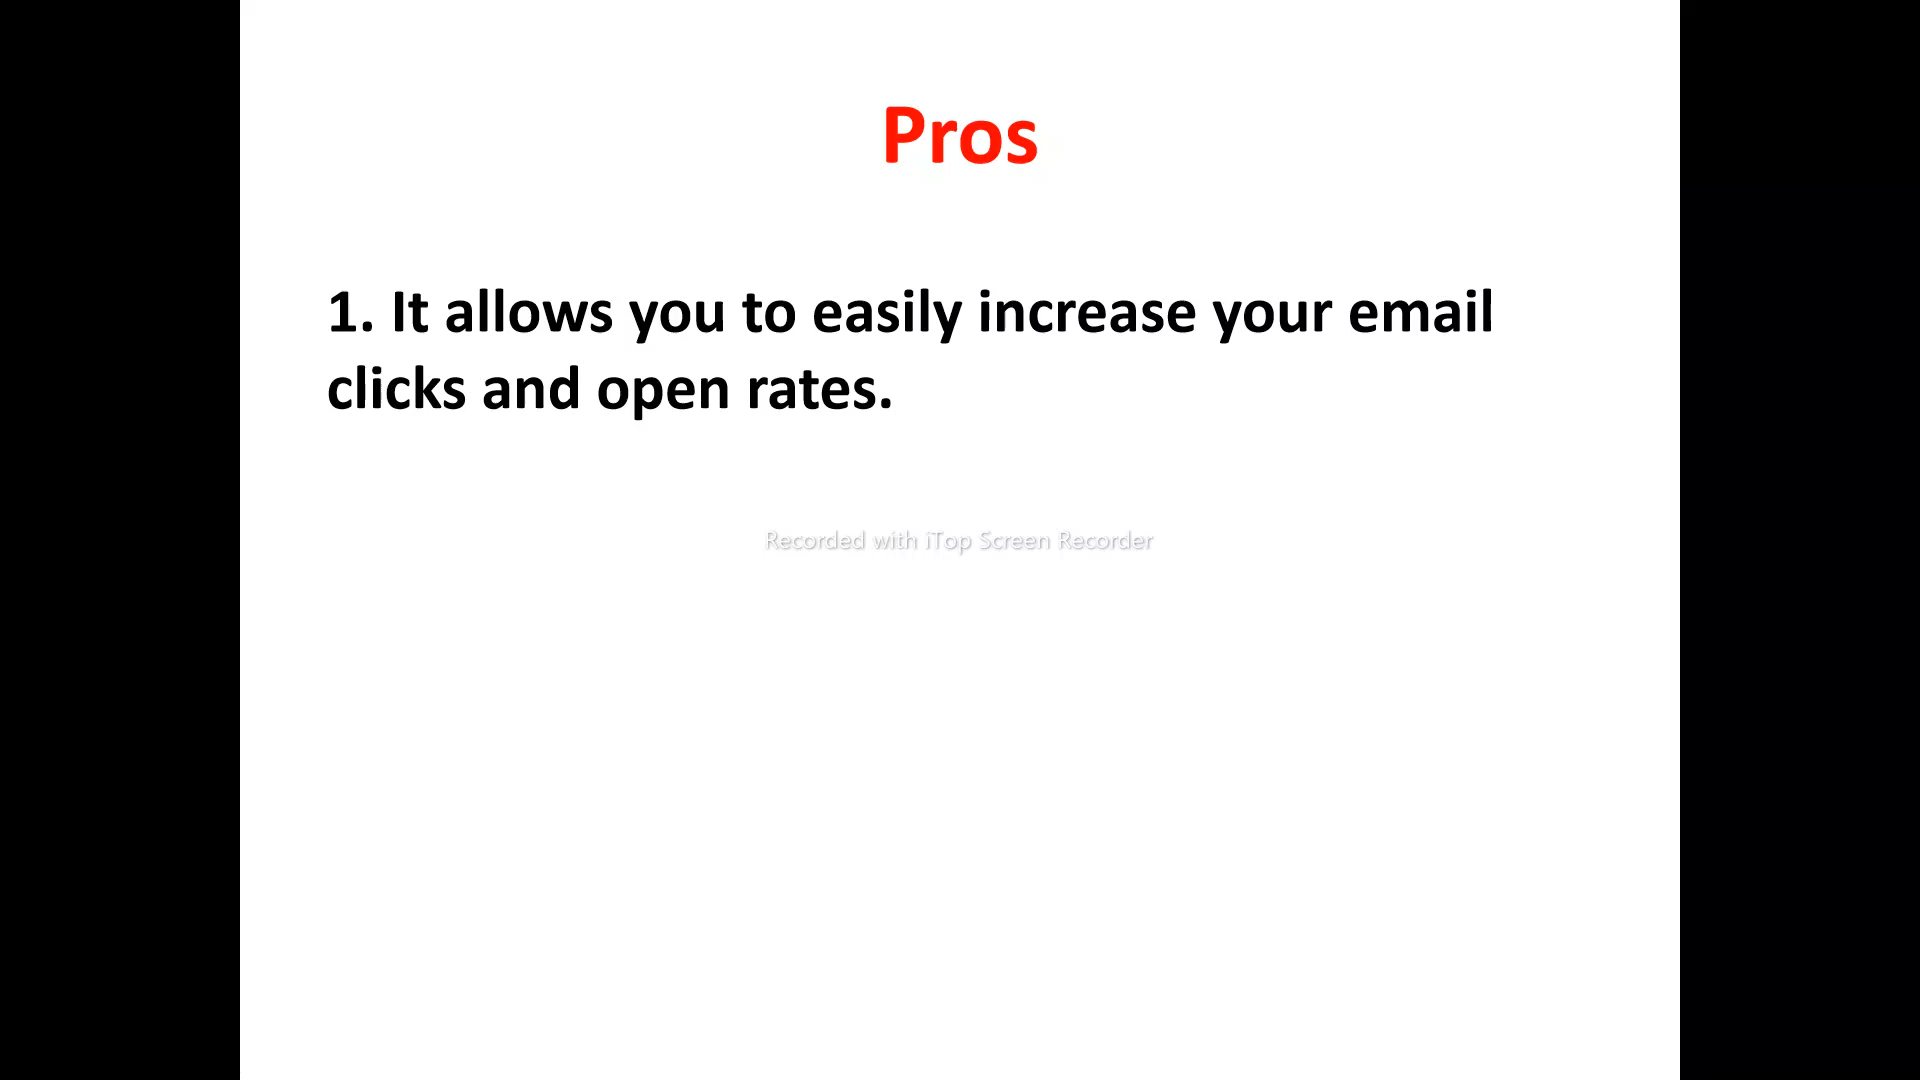 Pros
1. It allows you to easily increase your email
clicks and open rates.
Recorded with iTop Screen Recorder